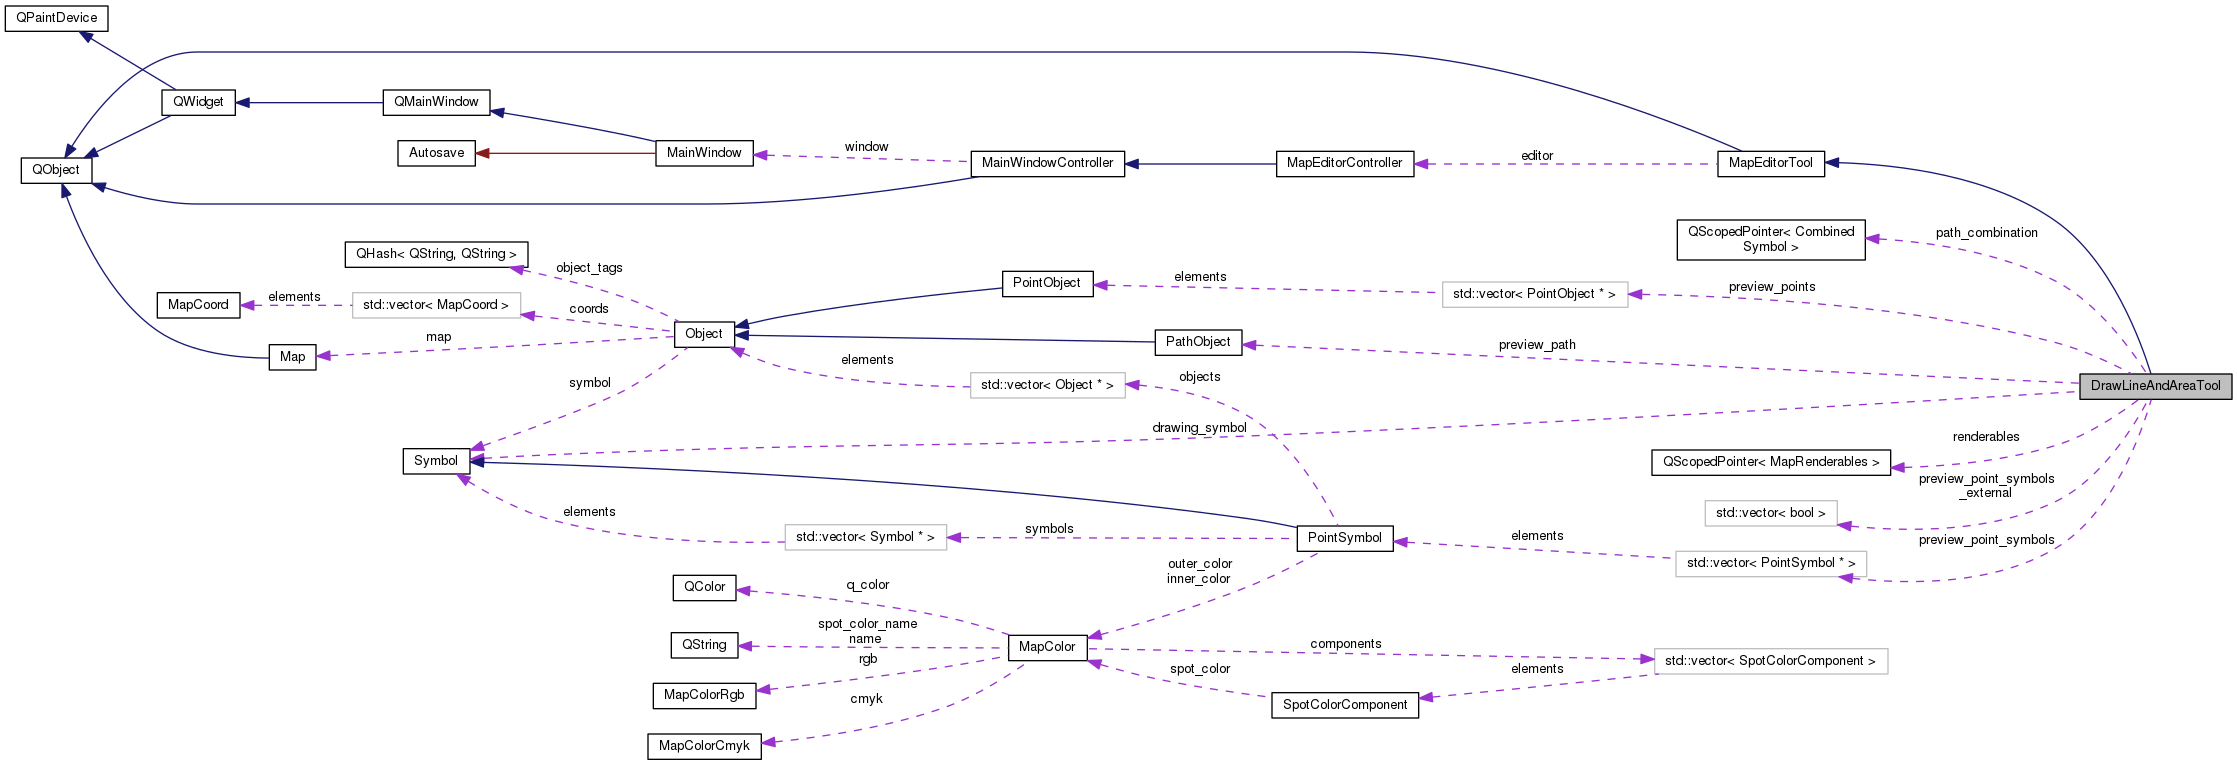 QPaintDevice
QWidget
QMainWindow
Autosave
MainWindow
window
MainWindowController
MapEditorController
editor
MapEditorTool
QObject
QScopedPointer< Combined
Symbol >
path_combination
QHash< QString, QString >
object_tags
PointObject
elements
std::vector< PointObject * >
preview_points
MapCoord
elements
std::vector< MapCoord >
coords
Object
map
Map
PathObject
preview_path
elements
std::vector< Object * >
objects
symbol
DrawLineAndAreaTool
drawing_symbol
renderables
Symbol
QScopedPointer< MapRenderables >
preview_point_symbols
_external
std::vector< bool >
elements
std::vector< Symbol * >
symbols
PointSymbol
elements
preview_point_symbols
std::vector< PointSymbol * >
outer_color
inner_color
QColor
q_color
spot_color_name
name
QString
MapColor
components
std::vector< SpotColorComponent >
rgb
spot_color
elements
MapColorRgb
cmyk
SpotColorComponent
MapColorCmyk